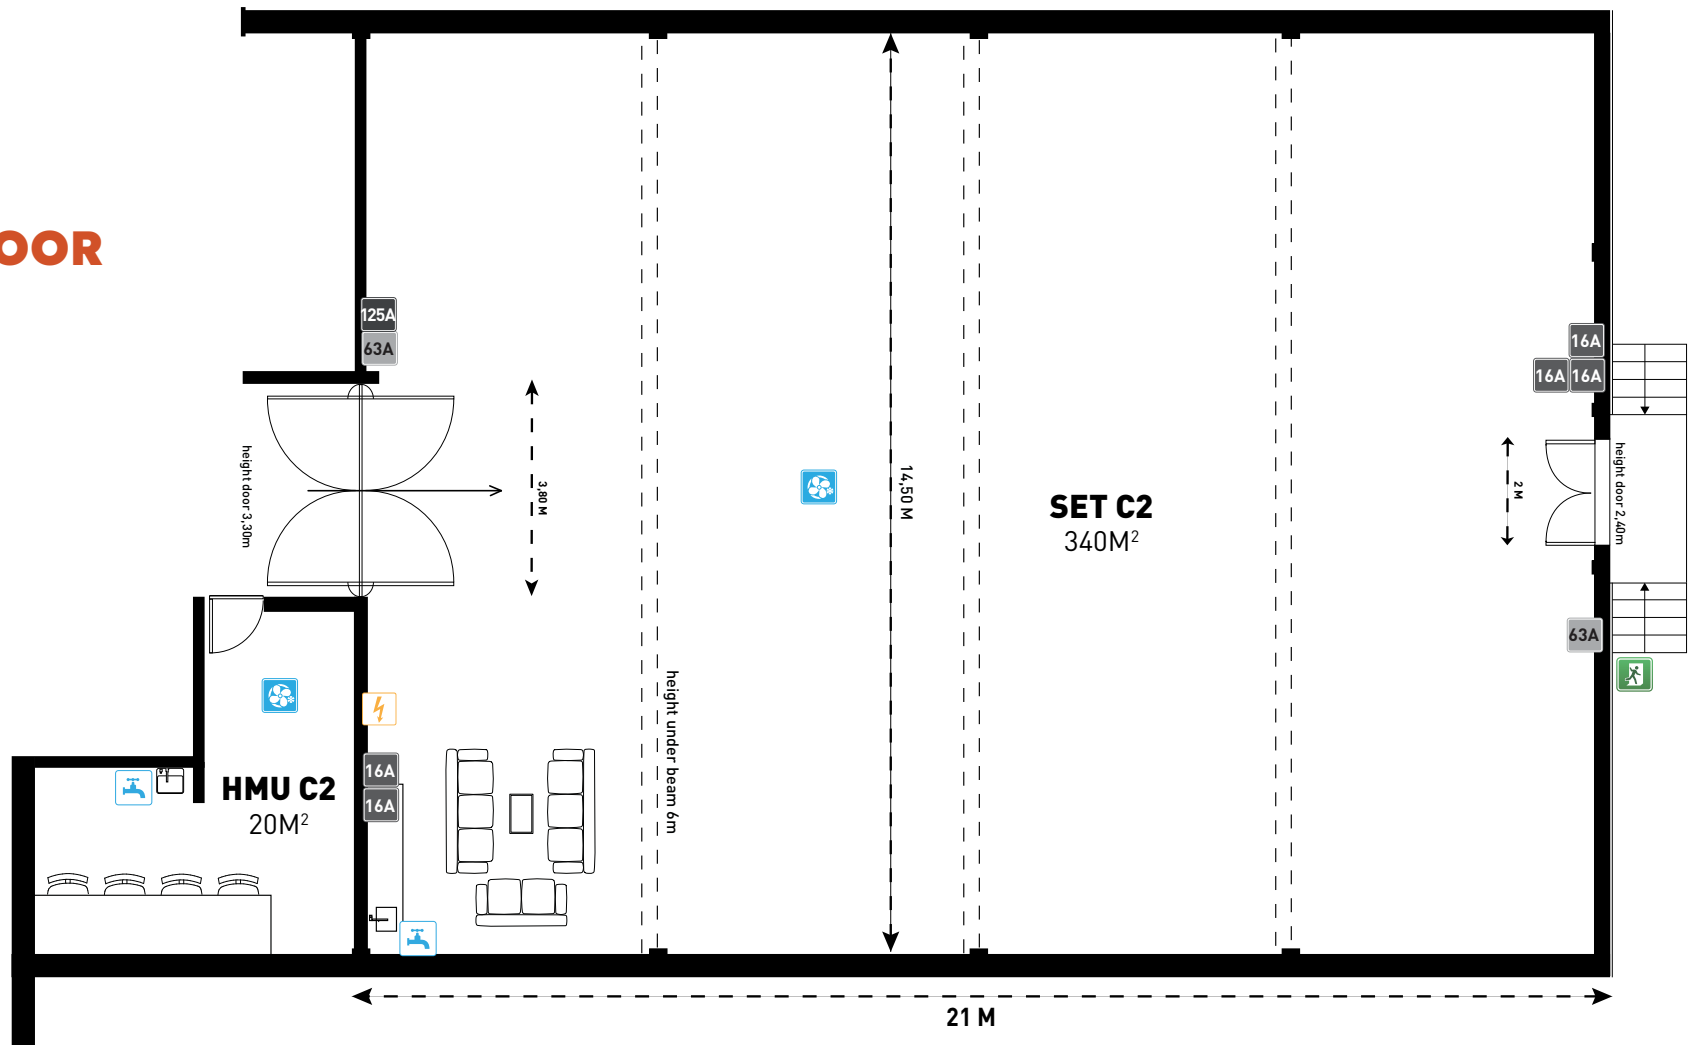 OOR
125A
63A
height door 3,30m
3,80 M
14,50 M
SET C2
340M²
16A
16A 16A
2 M
height door 2,40m
63A
height under beam 6m
16A
16A
HMU C2
20M²
21 M